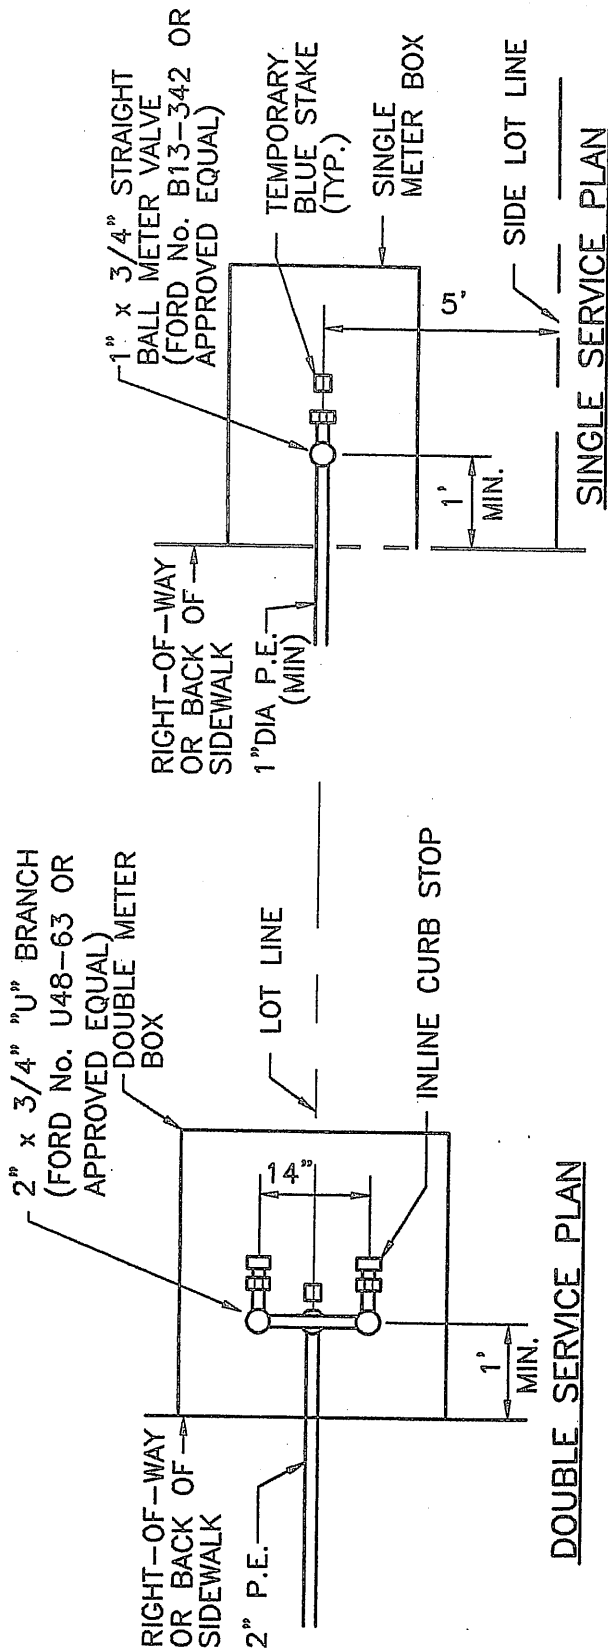 2" x 3/4" "U" BRANCH
(FORD No. U48-63 OR
APPROVED EQUAL)
DOUBLE METER
BOX
RIGHT-OF-WAY
OR BACK OF
SIDEWALK
2" P.E.
14"
LOT LINE
1'
MIN.
INLINE CURB STOP
DOUBLE SERVICE PLAN
1" x 3/4" STRAIGHT
BALL METER VALVE
(FORD No. B13-342 OR
APPROVED EQUAL)
RIGHT-OF-WAY
OR BACK OF
SIDEWALK
1"DIA P.E.
(MIN)
TEMPORARY
BLUE STAKE
(TYP.)
SINGLE
METER BOX
5'
1'
MIN.
SIDE LOT LINE
SINGLE SERVICE PLAN